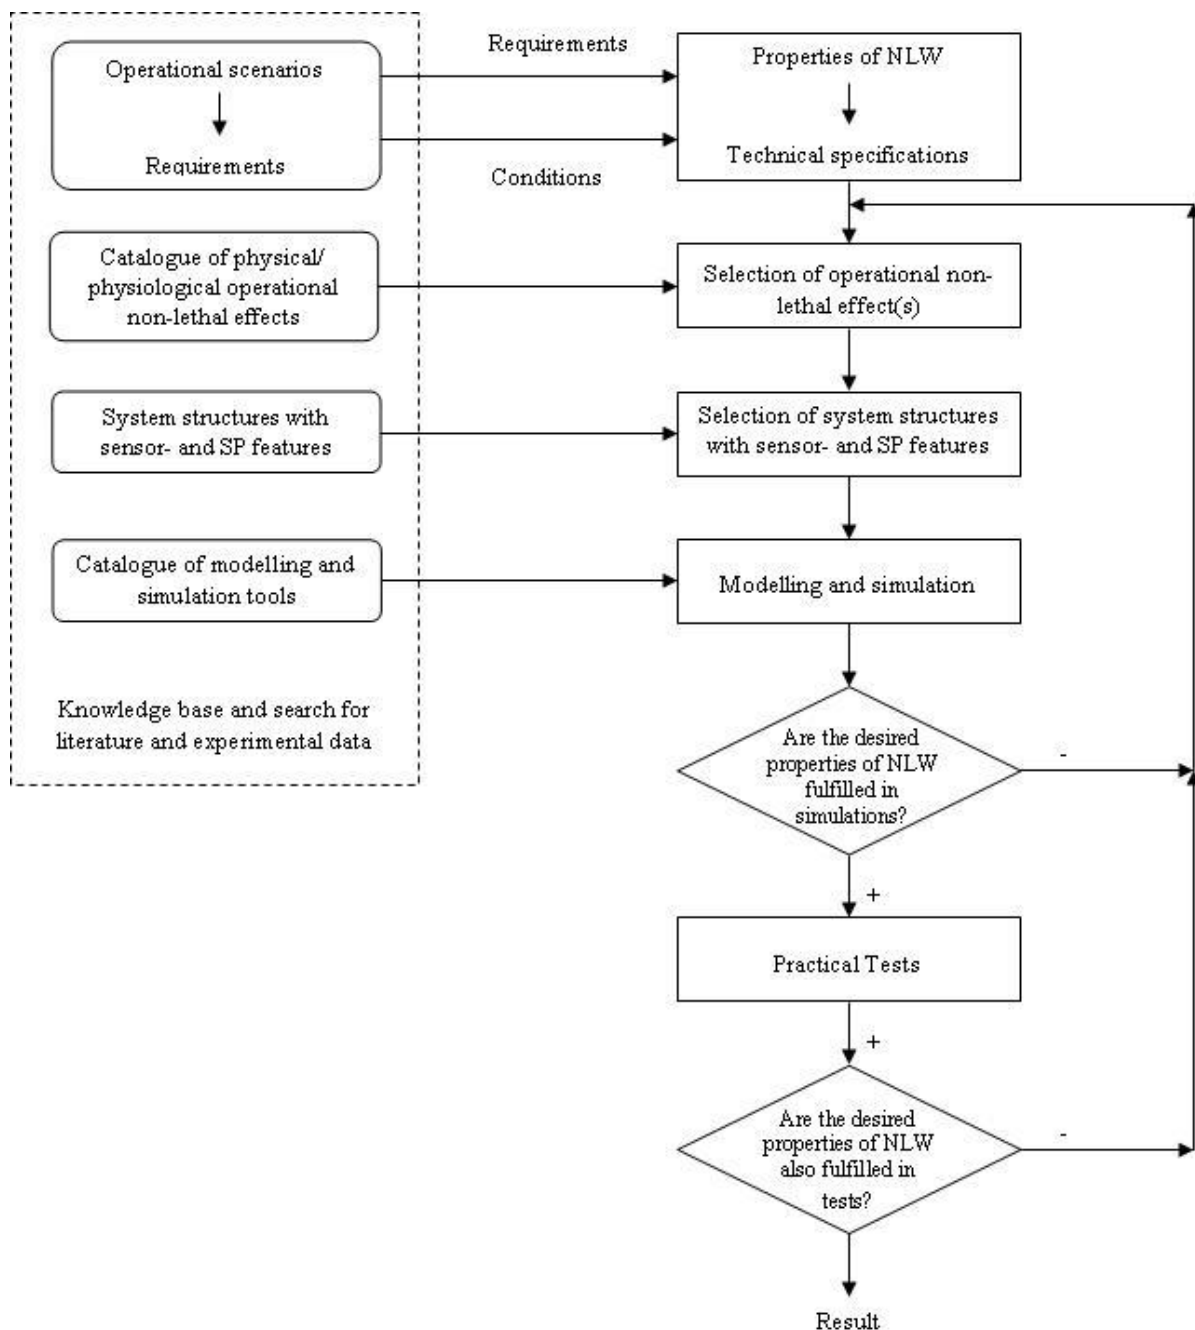 Operational scenarios
Requirements
Requirements
Conditions
Properties of NLW
Technical specifications
Catalogue of physical/
physiological operational
non-lethal effects
Selection of operational non-
lethal effect(s)
System structures with
sensor- and SP features
Selection of system structures
with sensor- and SP features
Catalogue of modelling and
simulation tools
Modelling and simulation
Knowledge base and search for
literature and experimental data
Are the desired
properties of NLW
fulfilled in
simulations?
-
+
Practical Tests
+
Are the desired
properties of NLW
also fulfilled in
tests?
-
Result